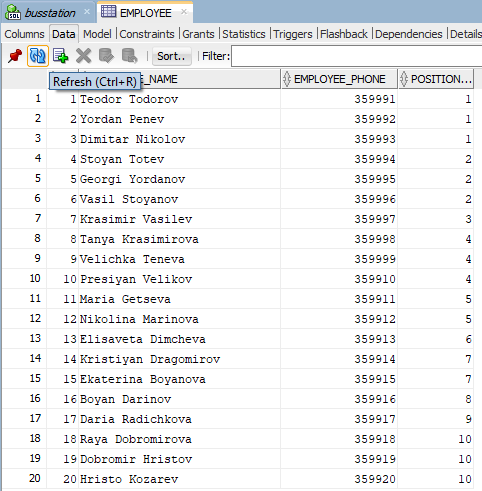 SQL busstation × EMPLOYEE ×
Columns Data Model Constraints Grants Statistics Triggers Flashback Dependencies Details
Sort.. Filter:
Refresh (Ctrl+R) _NAME EMPLOYEE_PHONE POSITION...
1 1 Teodor Todorov 359991 1
2 2 Yordan Penev 359992 1
3 3 Dimitar Nikolov 359993 1
4 4 Stoyan Totev 359994 2
5 5 Georgi Yordanov 359995 2
6 6 Vasil Stoyanov 359996 2
7 7 Krasimir Vasilev 359997 3
8 8 Tanya Krasimirova 359998 4
9 9 Velichka Teneva 359999 4
10 10 Presiyan Velikov 359910 4
11 11 Maria Getseva 359911 5
12 12 Nikolina Marinova 359912 5
13 13 Elisaveta Dimcheva 359913 6
14 14 Kristiyan Dragomirov 359914 7
15 15 Ekaterina Boyanova 359915 7
16 16 Boyan Darinov 359916 8
17 17 Daria Radichkova 359917 9
18 18 Raya Dobromirova 359918 10
19 19 Dobromir Hristov 359919 10
20 20 Hristo Kozarev 359920 10